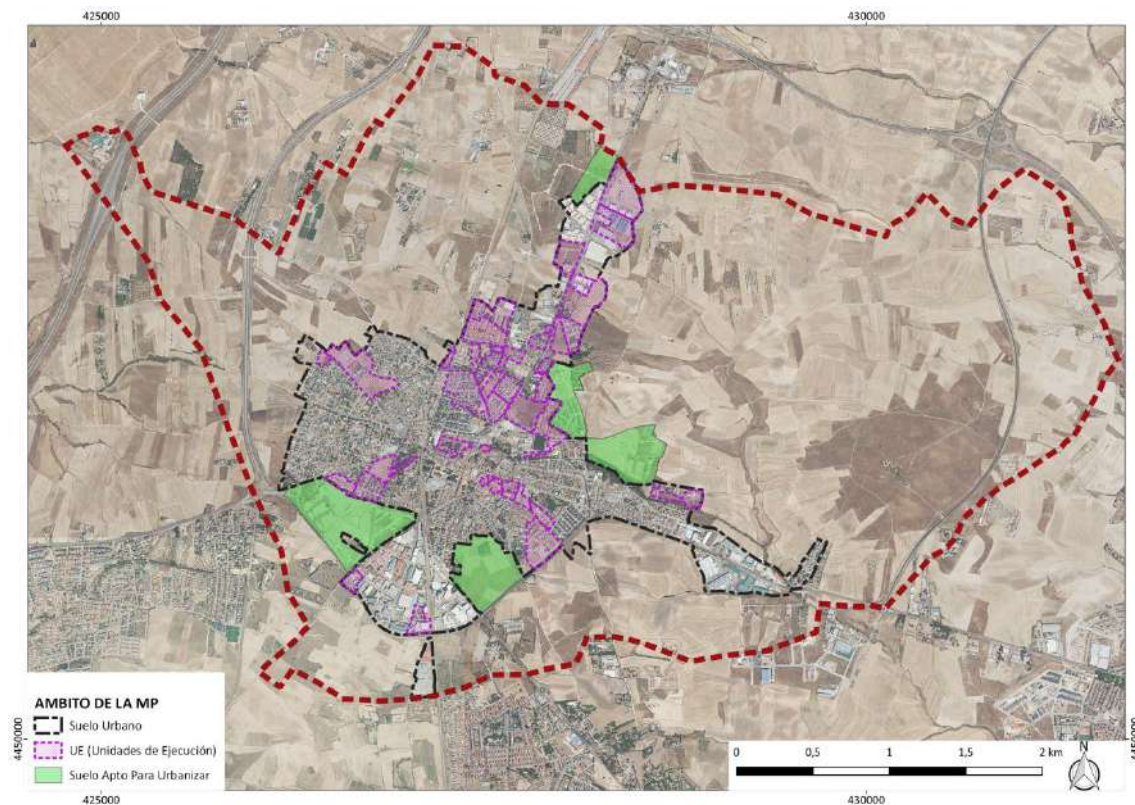 425000 430000
AMBITO DE LA MP
Suelo Urbano
UE (Unidades de Ejecución)
Suelo Apto Para Urbanizar
4450000
4450000
0 0,5 1 1,5 2 km
N
425000 430000